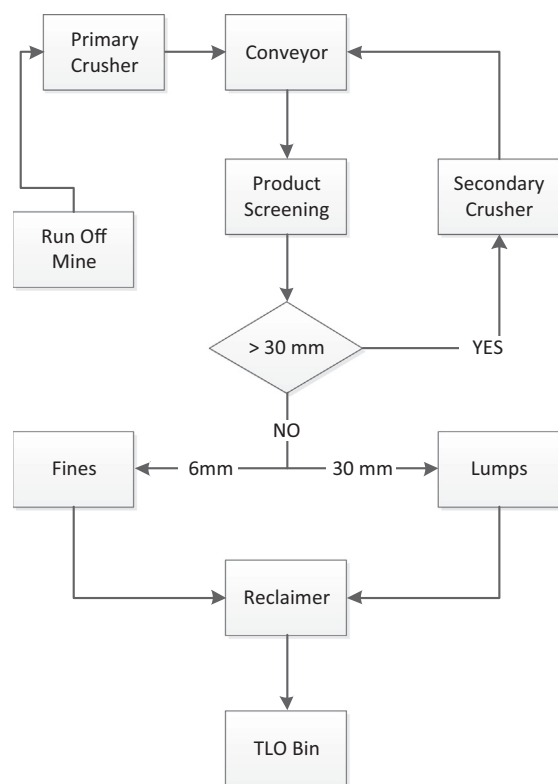 Primary
Crusher
Conveyor
Product
Screening
Secondary
Crusher
Run Off
Mine
> 30 mm
YES
NO
Fines
6mm
30 mm
Lumps
Reclaimer
TLO Bin